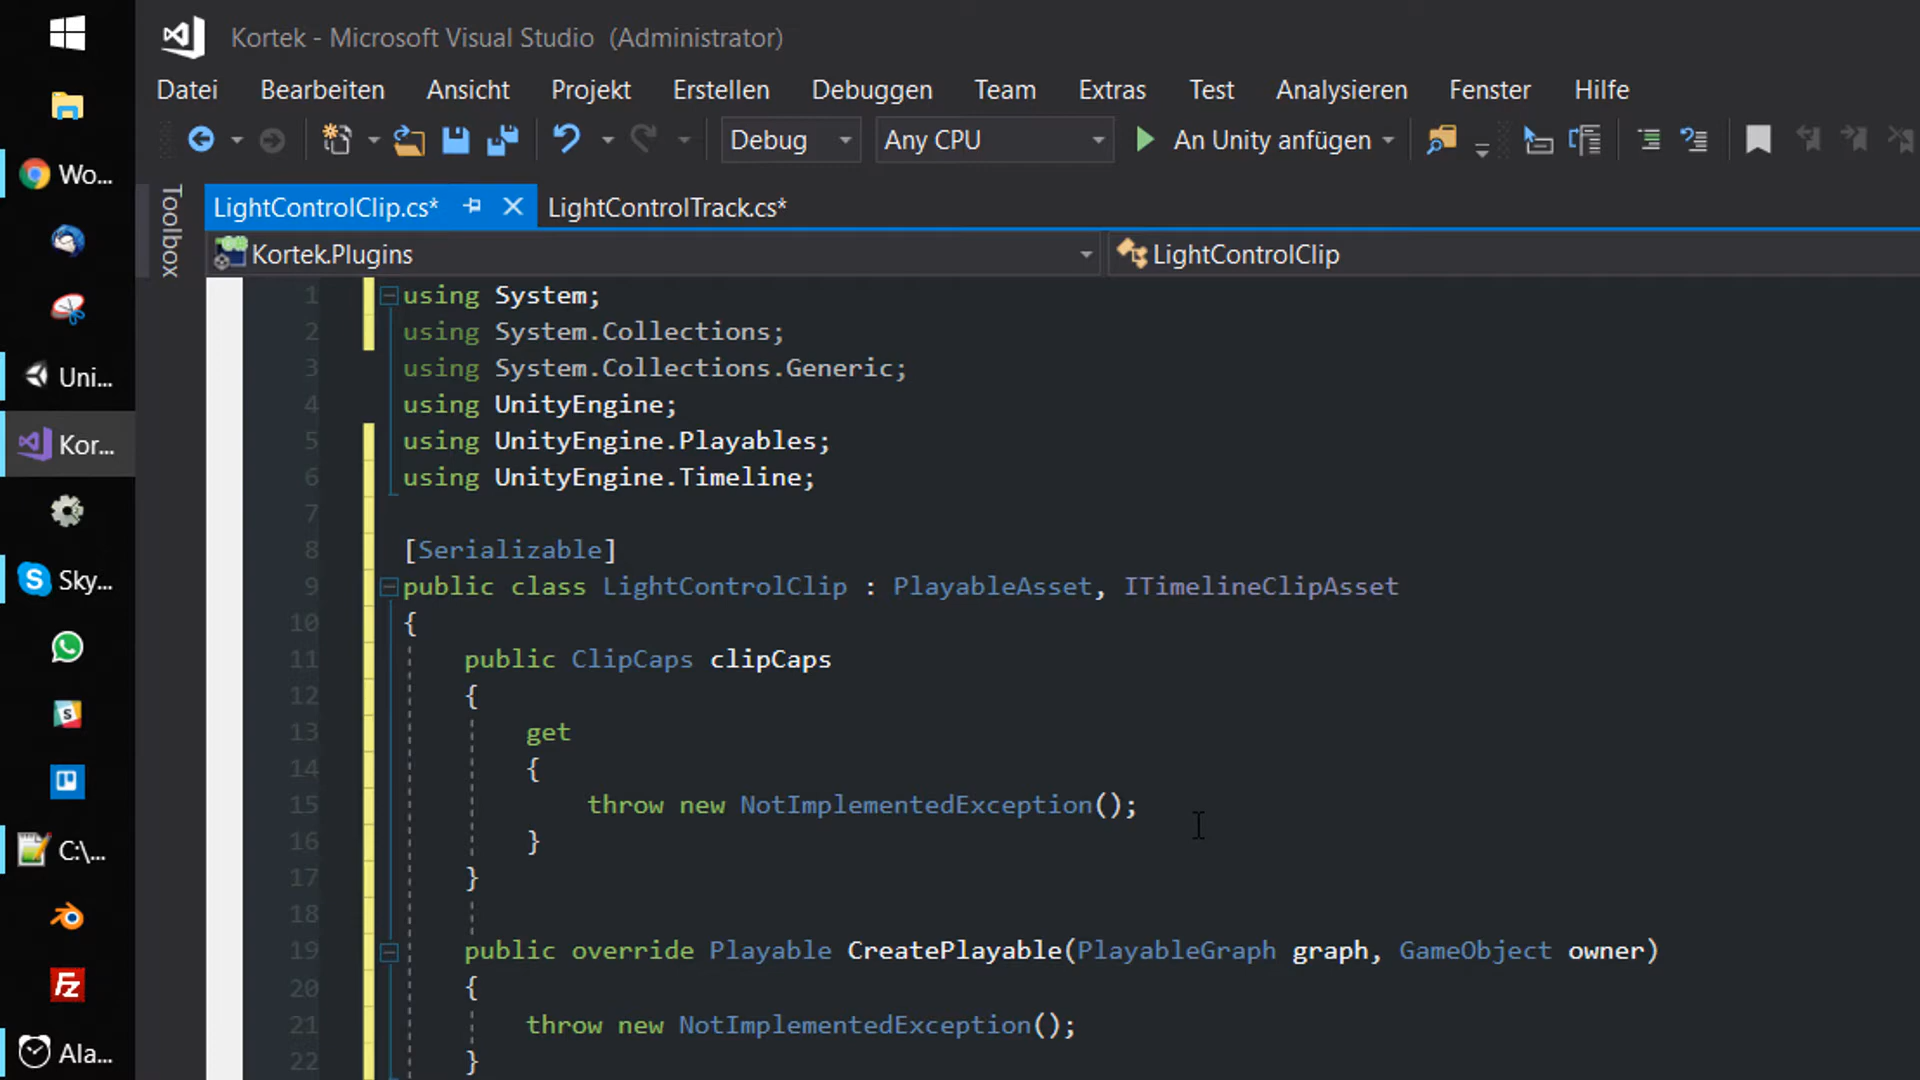 Kortek - Microsoft Visual Studio (Administrator)
Datei Bearbeiten Ansicht Projekt Erstellen Debuggen Team Extras Test Analysieren Fenster Hilfe
Debug Any CPU An Unity anfügen
Toolbox
LightControlClip.cs* LightControlTrack.cs*
Kortek.Plugins LightControlClip
Wo...
Uni...
Kor...
Sky...
C:\...
Ala...
1 using System;
2 using System.Collections;
3 using System.Collections.Generic;
4 using UnityEngine;
5 using UnityEngine.Playables;
6 using UnityEngine.Timeline;
7
8 [Serializable]
9 public class LightControlClip : PlayableAsset, ITimelineClipAsset
10 {
11 public ClipCaps clipCaps
12 {
13 get
14 {
15 throw new NotImplementedException();
16 }
17 }
18
19 public override Playable CreatePlayable(PlayableGraph graph, GameObject owner)
20 {
21 throw new NotImplementedException();
22 }